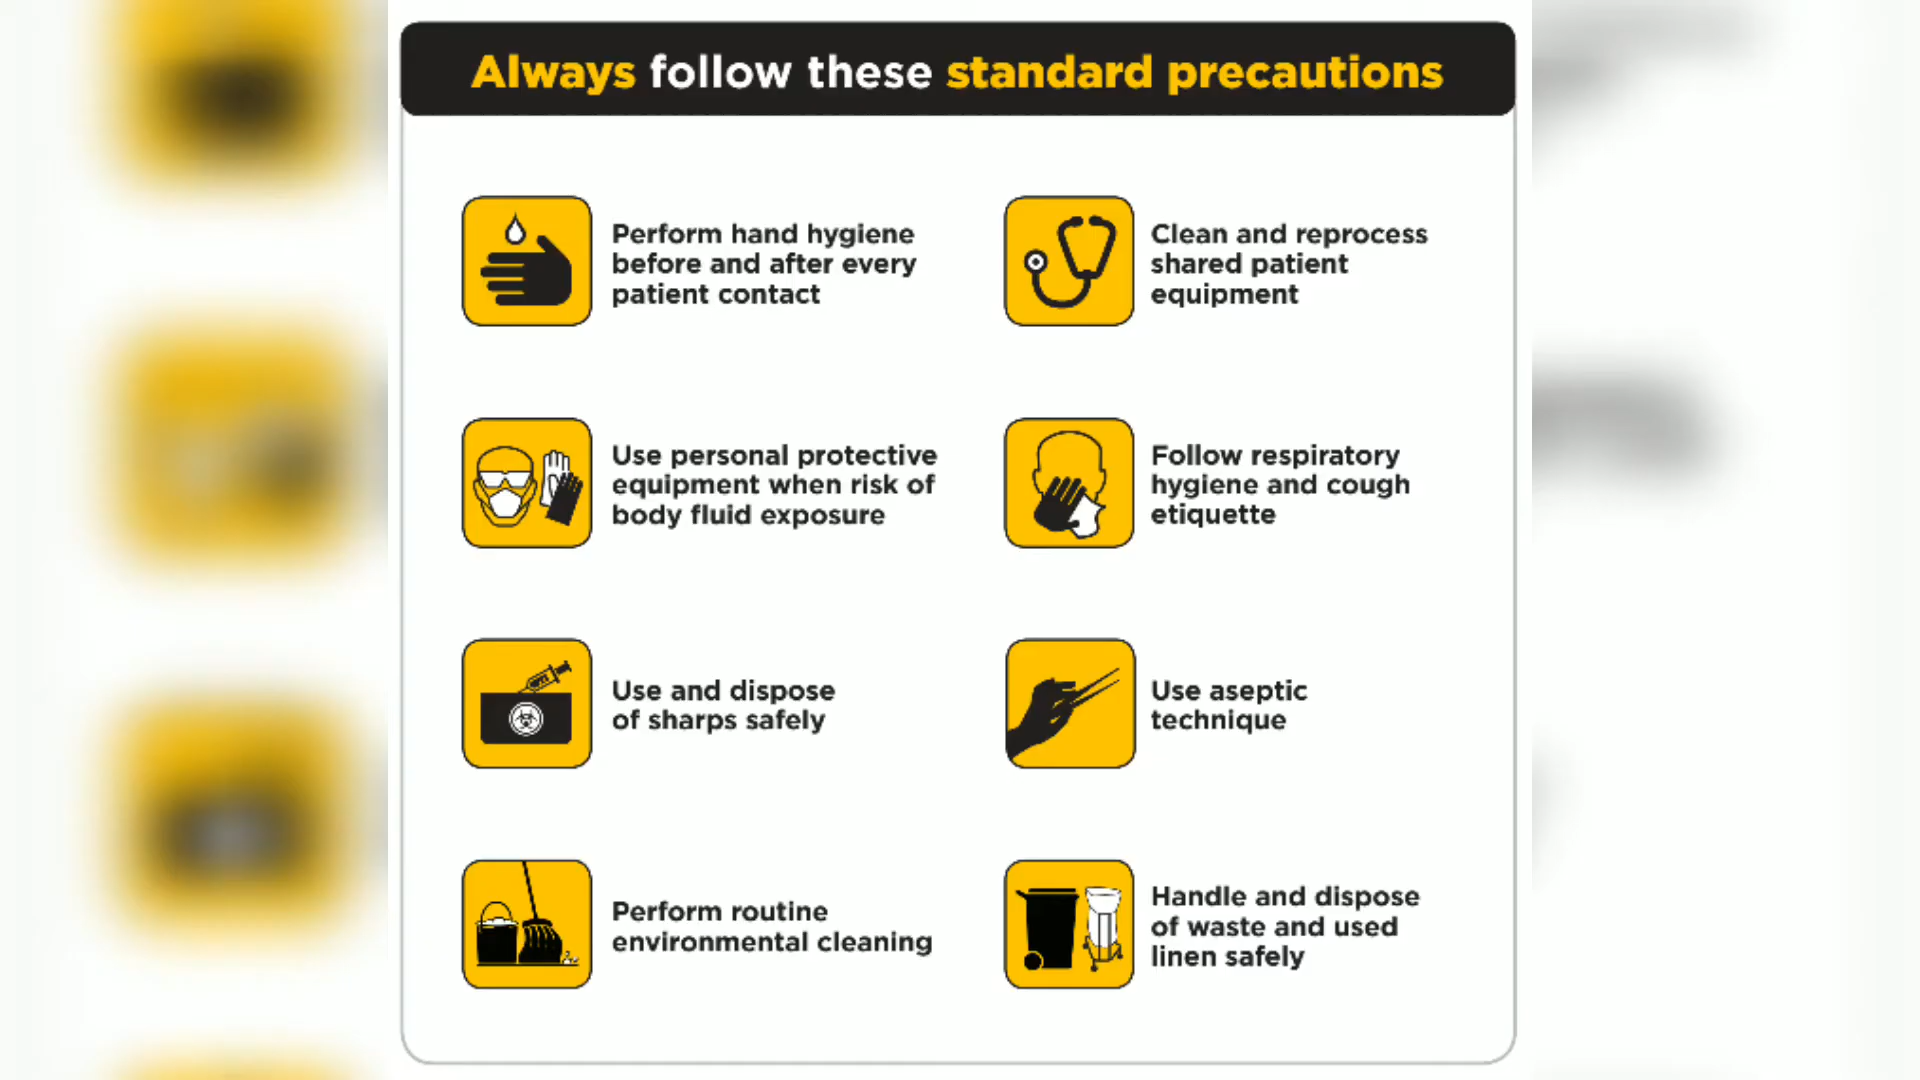 Always follow these standard precautions
Perform hand hygiene
before and after every
patient contact
Clean and reprocess
shared patient
equipment
Use personal protective
equipment when risk of
body fluid exposure
Follow respiratory
hygiene and cough
etiquette
Use and dispose
of sharps safely
Use aseptic
technique
Perform routine
environmental cleaning
Handle and dispose
of waste and used
linen safely